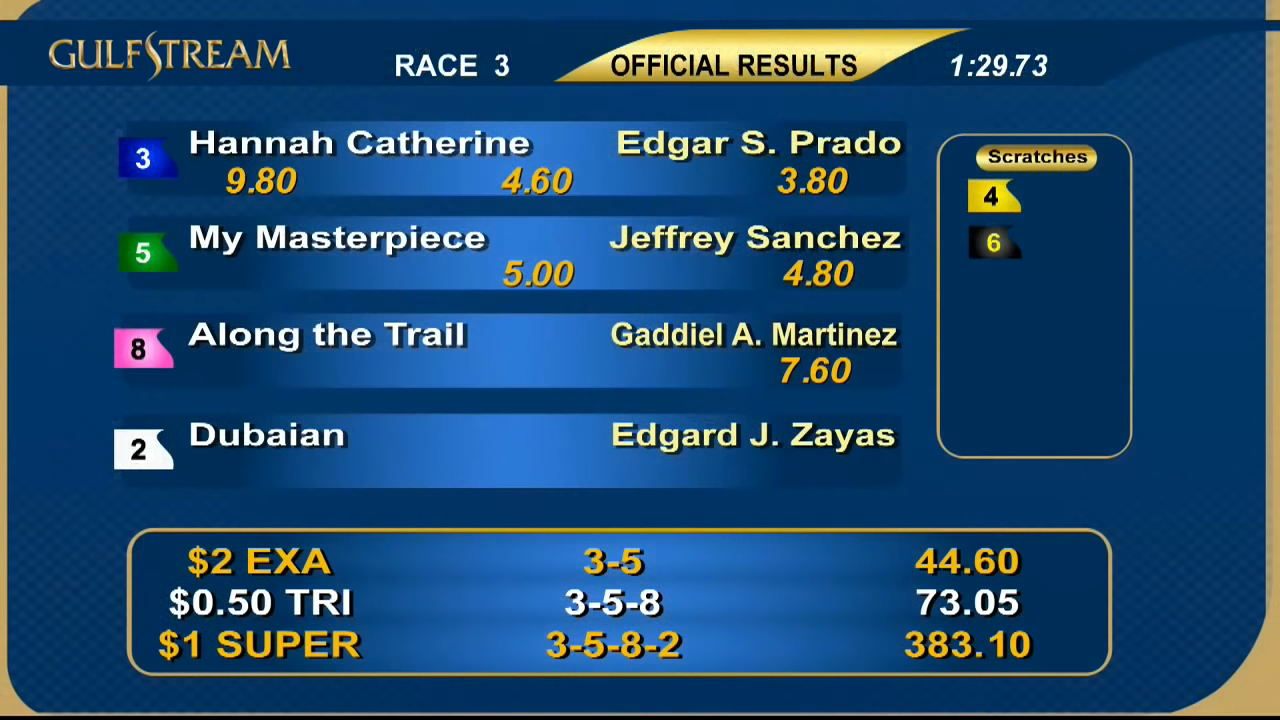 GULFSTREAM RACE 3 OFFICIAL RESULTS 1:29.73
3 Hannah Catherine Edgar S. Prado
9.80 4.60 3.80
5 My Masterpiece Jeffrey Sanchez
5.00 4.80
8 Along the Trail Gaddiel A. Martinez
7.60
2 Dubaian Edgard J. Zayas
Scratches
4
6
$2 EXA 3-5 44.60
$0.50 TRI 3-5-8 73.05
$1 SUPER 3-5-8-2 383.10